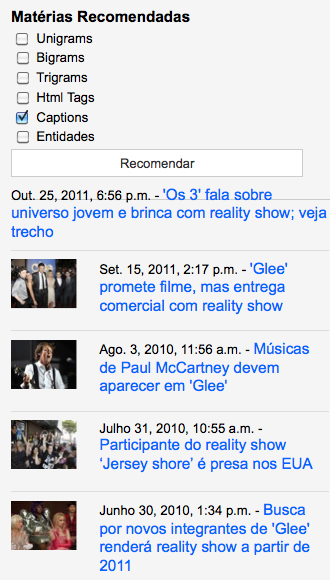 Matérias Recomendadas
Unigrams
Bigrams
Trigrams
Html Tags
Captions
Entidades
Recomendar
Out. 25, 2011, 6:56 p.m. - 'Os 3' fala sobre
universo jovem e brinca com reality show; veja
trecho
Set. 15, 2011, 2:17 p.m. - 'Glee'
promete filme, mas entrega
comercial com reality show
Ago. 3, 2010, 11:56 a.m. - Músicas
de Paul McCartney devem
aparecer em 'Glee'
Julho 31, 2010, 10:55 a.m. -
Participante do reality show
‘Jersey shore’ é presa nos EUA
Junho 30, 2010, 1:34 p.m. - Busca
por novos integrantes de 'Glee'
renderá reality show a partir de
2011